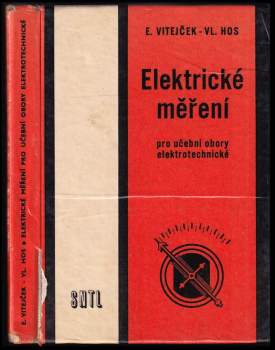 E. VITEJČEK - VL. HOS
Elektrické
měření
pro učební obory
elektrotechnické
SNTL
E. VITEJČEK - VL. HOS • ELEKTRICKÉ MĚŘENÍ PRO UČEBNÍ OBORY ELEKTROTECHNICKÉ